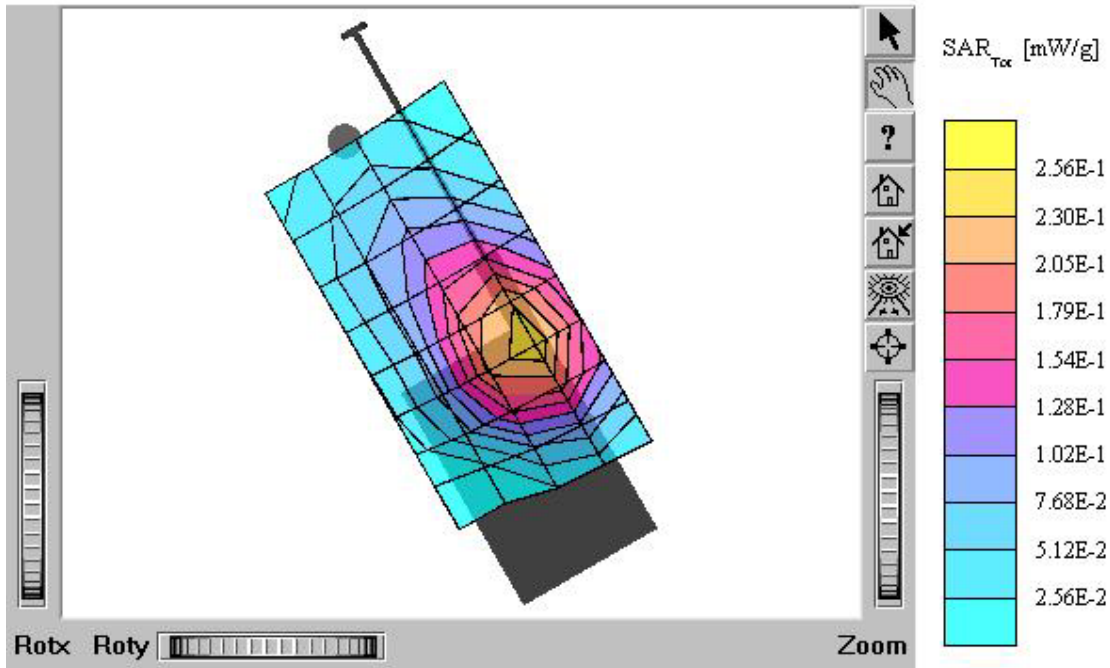 SAR_Tot [mW/g]
?
2.56E-1
2.30E-1
2.05E-1
1.79E-1
1.54E-1
1.28E-1
1.02E-1
7.68E-2
5.12E-2
2.56E-2
Rotx Roty Zoom